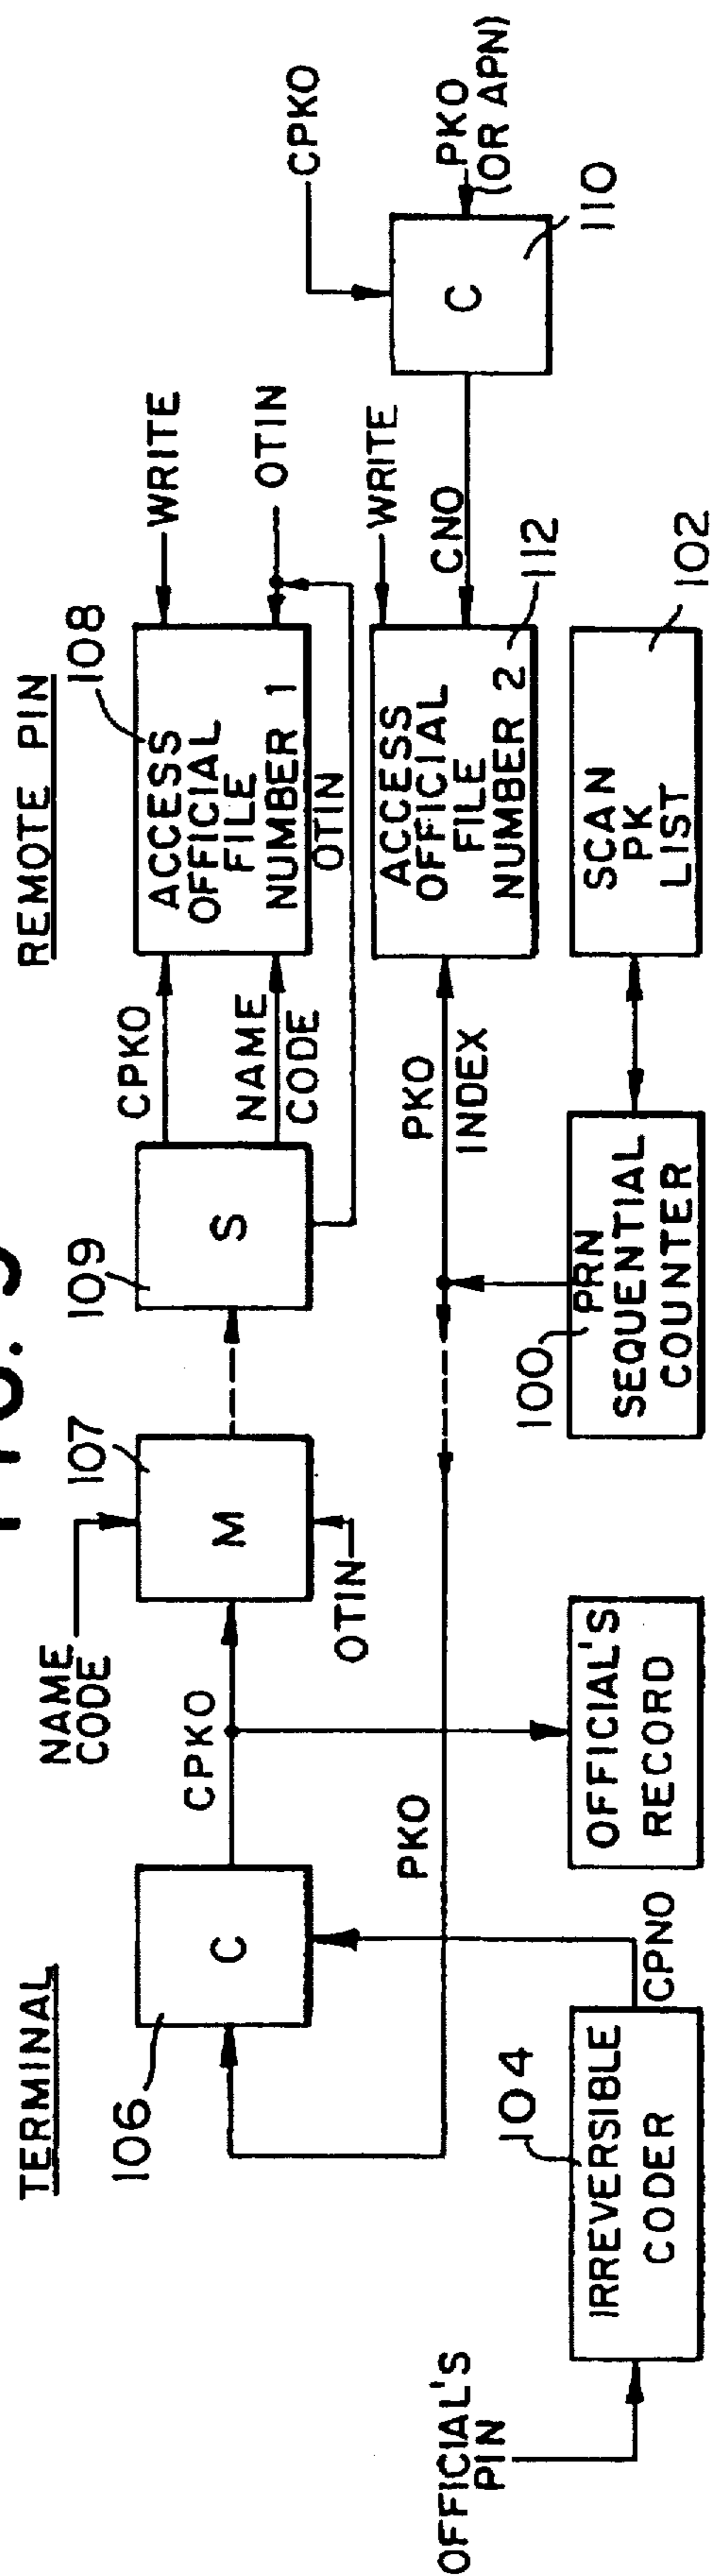 TERMINAL
REMOTE PIN
NAME
CODE
106
C
CPKO
107
M
OTIN
109
S
CPKO
NAME
CODE
108
ACCESS
OFFICIAL
FILE
NUMBER 1
WRITE
OTIN
OTIN
CPKO
PKO
(OR APN)
C
110
PKO
PKO
INDEX
ACCESS
OFFICIAL
FILE
NUMBER 2
112
WRITE
CNO
OFFICIAL'S
PIN
104
IRREVERSIBLE
CODER
CPNO
OFFICIAL'S
RECORD
100
PRN
SEQUENTIAL
COUNTER
SCAN
PK
LIST
102